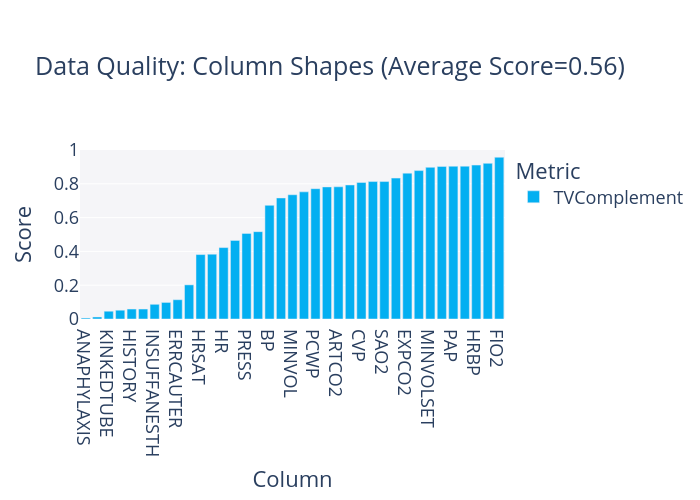 Data Quality: Column Shapes (Average Score=0.56)
Score
1
0.8
0.6
0.4
0.2
0
Metric
TVComplement
ANAPHYLAXIS
KINKEDTUBE
HISTORY
INSUFFANESTH
ERRCAUTER
HRSAT
HR
PRESS
BP
MINVOL
PCWP
ARTCO2
CVP
SAO2
EXPCO2
MINVOLSET
PAP
HRBP
FIO2
Column